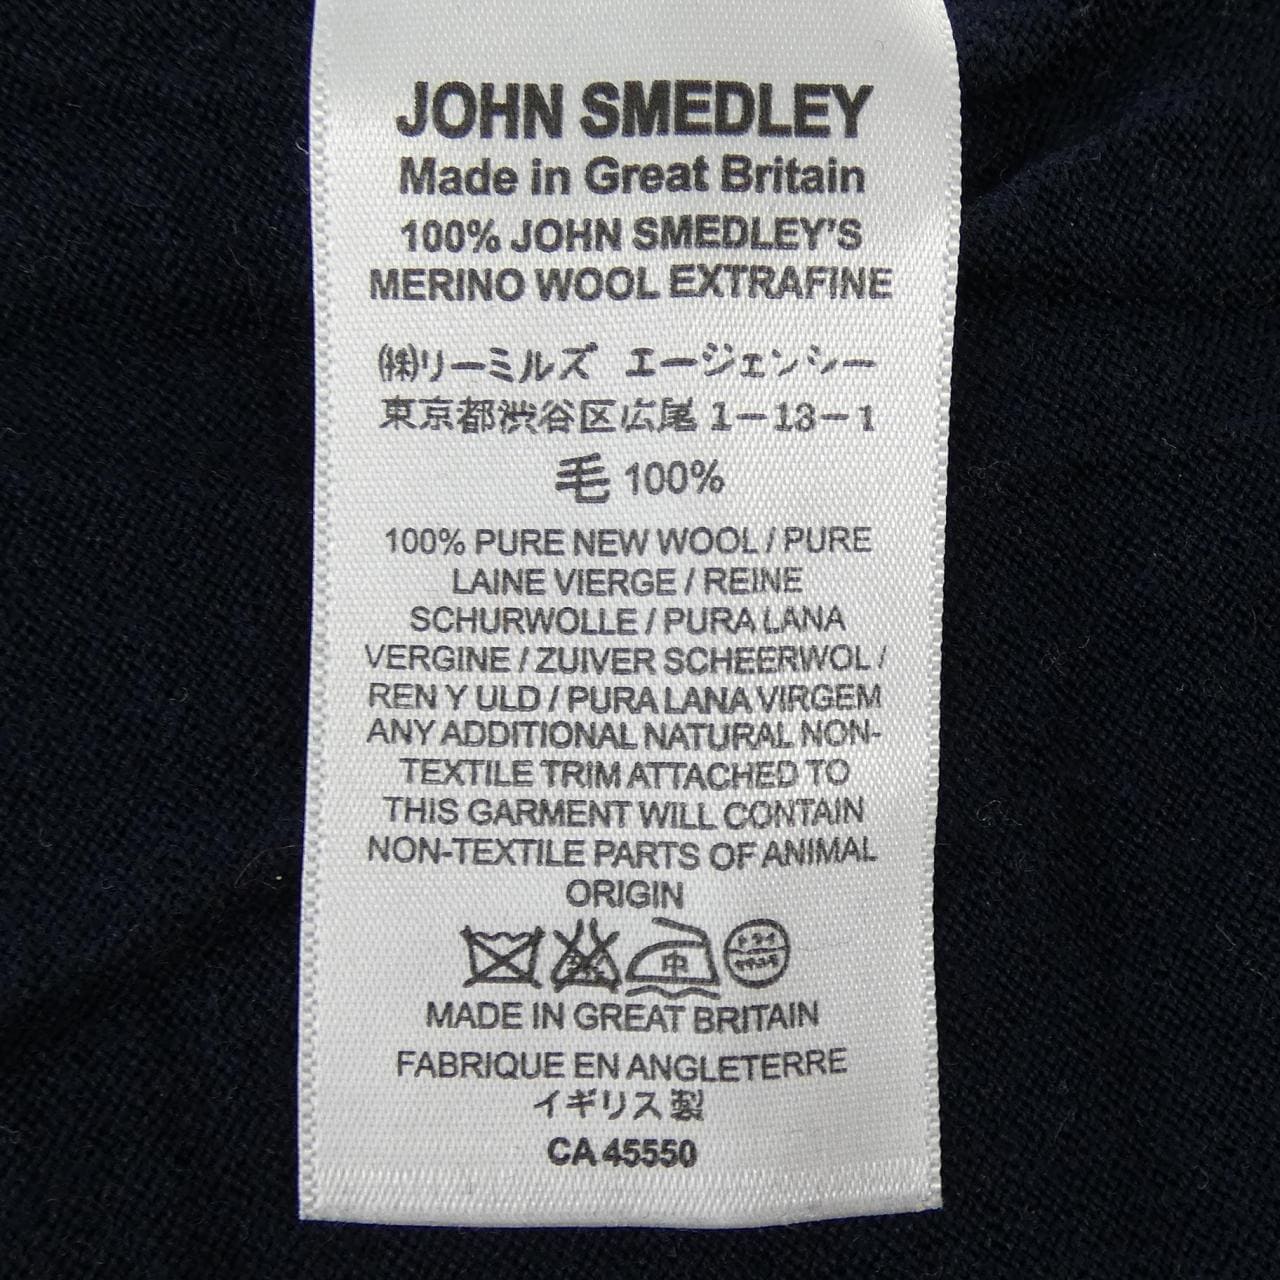 JOHN SMEDLEY
Made in Great Britain
100% JOHN SMEDLEY'S
MERINO WOOL EXTRAFINE
㈱リーミルズ エージェンシー
東京都渋谷区広尾1-13-1
毛 100%
100% PURE NEW WOOL / PURE
LAINE VIERGE / REINE
SCHURWOLLE / PURA LANA
VERGINE / ZUIVER SCHEERWOL /
REN Y ULD / PURA LANA VIRGEM
ANY ADDITIONAL NATURAL NON-
TEXTILE TRIM ATTACHED TO
THIS GARMENT WILL CONTAIN
NON-TEXTILE PARTS OF ANIMAL
ORIGIN
中
ドライ
MADE IN GREAT BRITAIN
FABRIQUE EN ANGLETERRE
イギリス製
CA 45550